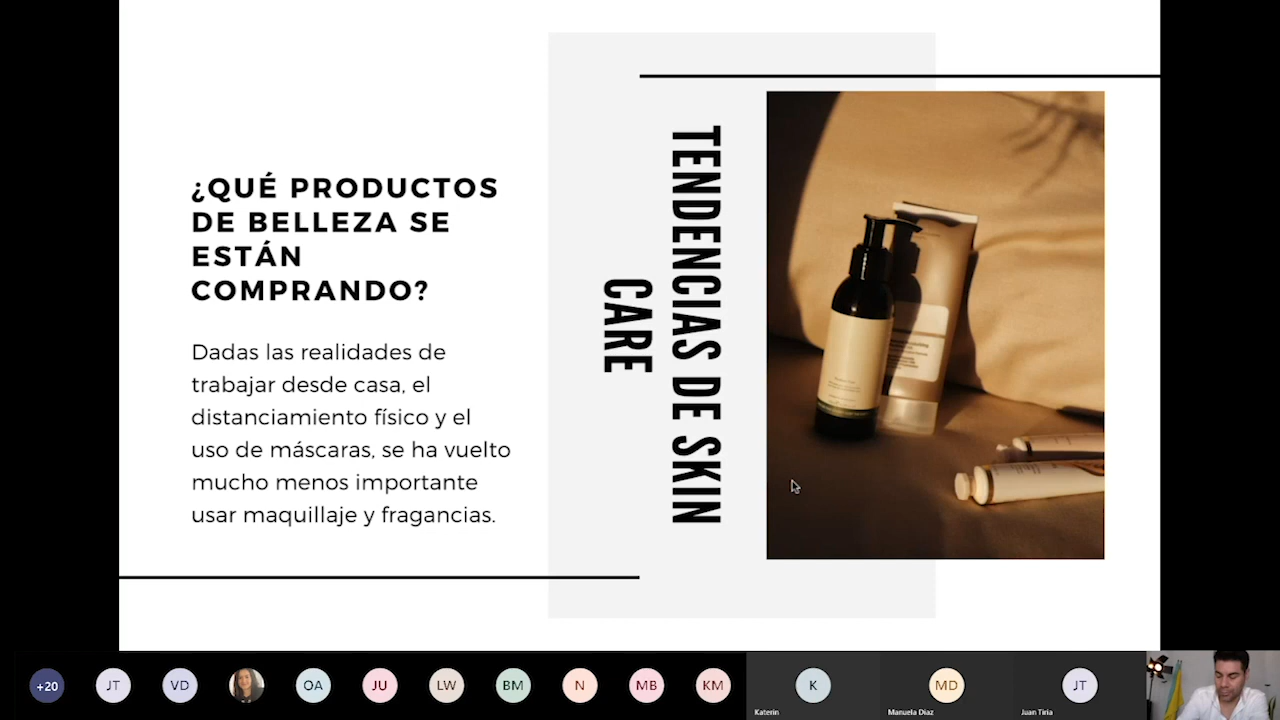 ¿QUÉ PRODUCTOS
DE BELLEZA SE
ESTÁN
COMPRANDO?
Dadas las realidades de
trabajar desde casa, el
distanciamiento físico y el
uso de máscaras, se ha vuelto
mucho menos importante
usar maquillaje y fragancias.
TENDENCIAS DE SKIN
CARE
+20
JT
VD
OA
JU
LW
BM
N
MB
KM
K
Katerin
MD
Manuela Diaz
JT
Juan Tiria